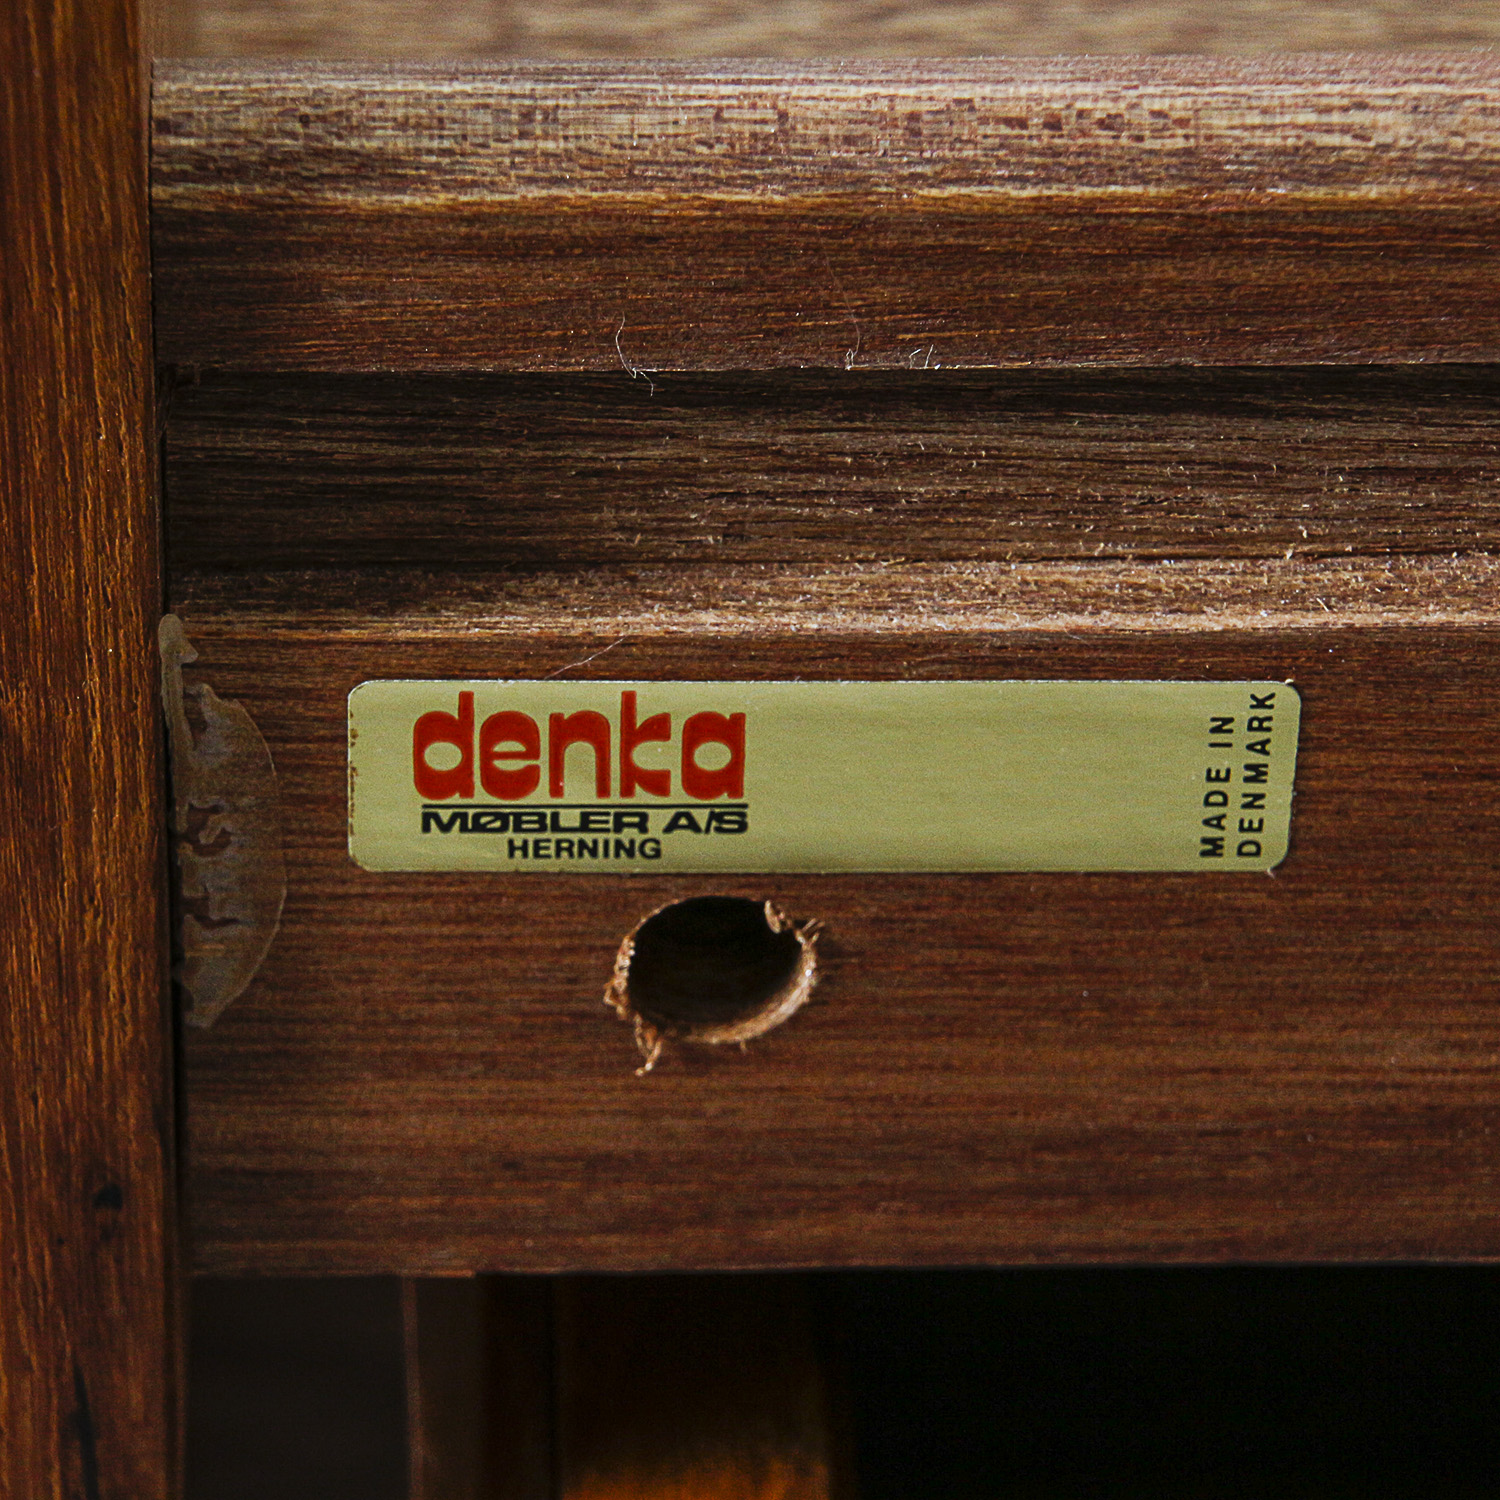 denka
MØBLER A/S
HERNING
MADE IN
DENMARK